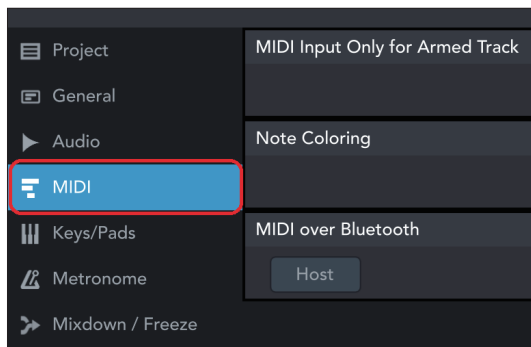 Project
General
Audio
MIDI
Keys/Pads
Metronome
Mixdown / Freeze
MIDI Input Only for Armed Track
Note Coloring
MIDI over Bluetooth
Host